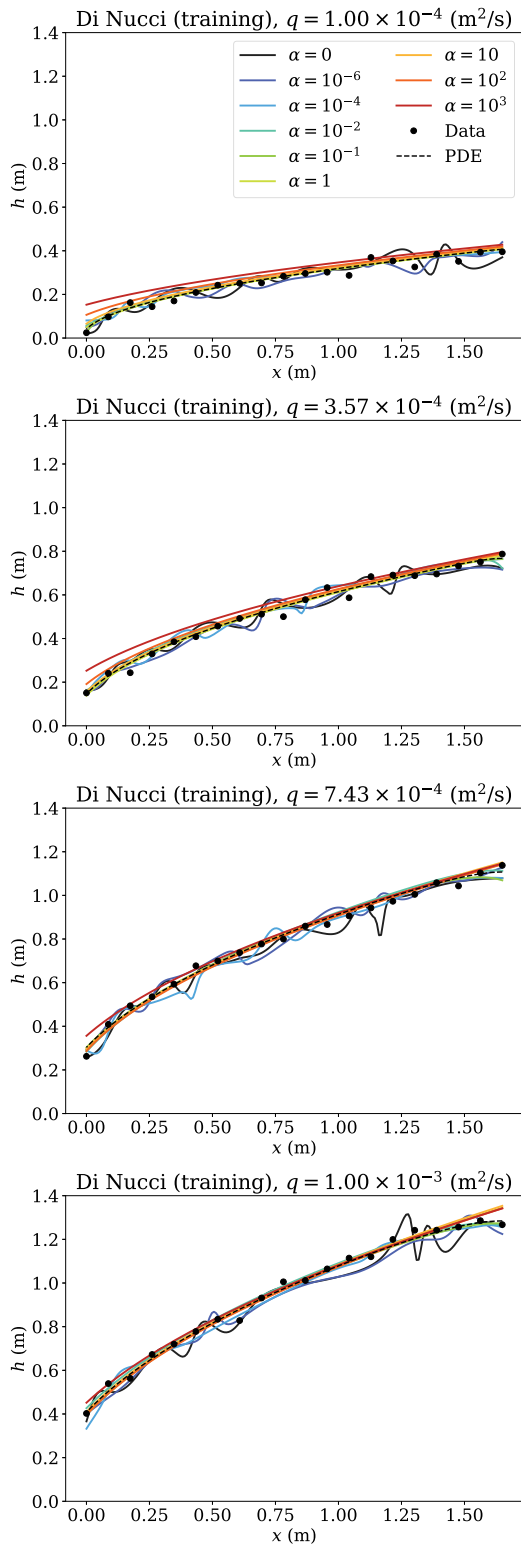 Di Nucci (training), q = 1.00 × 10⁻⁴ (m²/s)
1.4
1.2
1.0
0.8
0.6
0.4
0.2
0.0
h (m)
α = 0
α = 10⁻⁶
α = 10⁻⁴
α = 10⁻²
α = 10⁻¹
α = 1
α = 10
α = 10²
α = 10³
Data
PDE
0.00 0.25 0.50 0.75 1.00 1.25 1.50
x (m)
Di Nucci (training), q = 3.57 × 10⁻⁴ (m²/s)
1.4
1.2
1.0
0.8
0.6
0.4
0.2
0.0
h (m)
0.00 0.25 0.50 0.75 1.00 1.25 1.50
x (m)
Di Nucci (training), q = 7.43 × 10⁻⁴ (m²/s)
1.4
1.2
1.0
0.8
0.6
0.4
0.2
0.0
h (m)
0.00 0.25 0.50 0.75 1.00 1.25 1.50
x (m)
Di Nucci (training), q = 1.00 × 10⁻³ (m²/s)
1.4
1.2
1.0
0.8
0.6
0.4
0.2
0.0
h (m)
0.00 0.25 0.50 0.75 1.00 1.25 1.50
x (m)